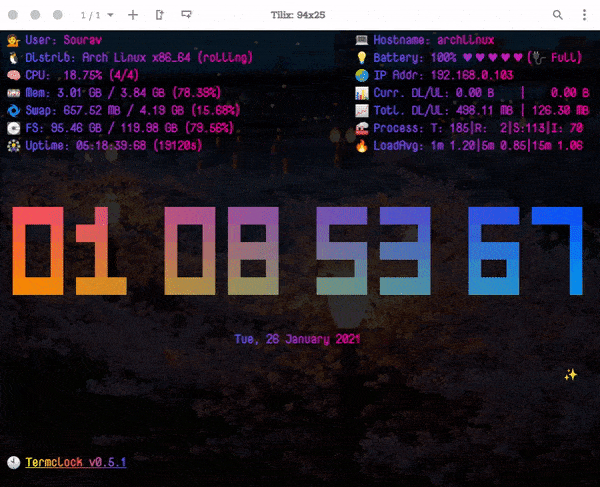 1 / 1
Tilix: 94x25
User: Sourav
Hostname: archlinux
Distrib: Arch Linux x86_64 (rolling)
Battery: 100% ♥♥♥♥♥ ( Full)
CPU: 18.75% (4/4)
IP Addr: 192.168.0.103
Mem: 3.01 GB / 3.84 GB (78.39%)
Curr. DL/UL: 0.00 B | 0.00 B
Swap: 657.52 MB / 4.19 GB (15.68%)
Totl. DL/UL: 498.11 MB | 126.30 MB
FS: 95.46 GB / 119.98 GB (79.56%)
Process: T: 185|R: 2|S:113|I: 70
Uptime: 05:18:39:68 (19120s)
LoadAvg: 1m 1.20|5m 0.85|15m 1.06
01 08 53 67
Tue, 26 January 2021
Termclock v0.5.1